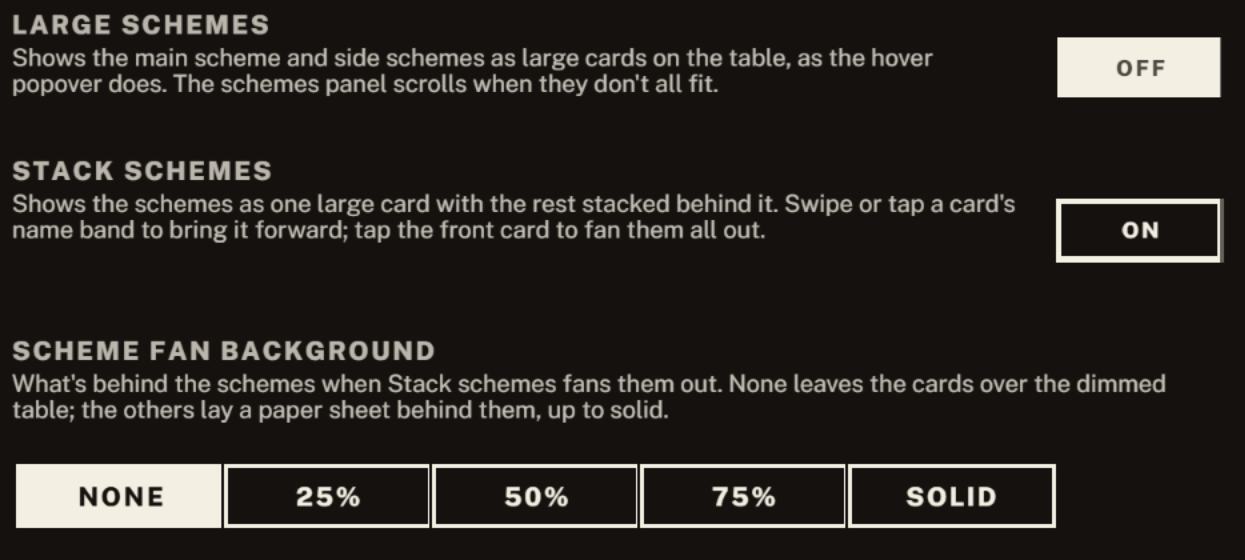 LARGE SCHEMES
Shows the main scheme and side schemes as large cards on the table, as the hover
popover does. The schemes panel scrolls when they don't all fit.
OFF
STACK SCHEMES
Shows the schemes as one large card with the rest stacked behind it. Swipe or tap a card's
name band to bring it forward; tap the front card to fan them all out.
ON
SCHEME FAN BACKGROUND
What's behind the schemes when Stack schemes fans them out. None leaves the cards over the dimmed
table; the others lay a paper sheet behind them, up to solid.
NONE 25% 50% 75% SOLID